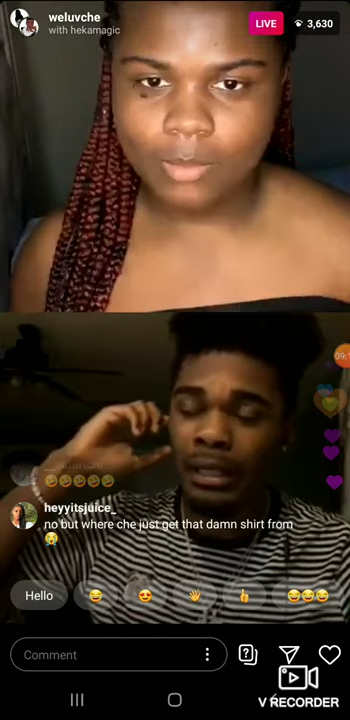 weluvche
LIVE
3,630
with hekamagic
heyyitsjuice_
no but where che just get that damn shirt from
Hello
Comment
V RECORDER